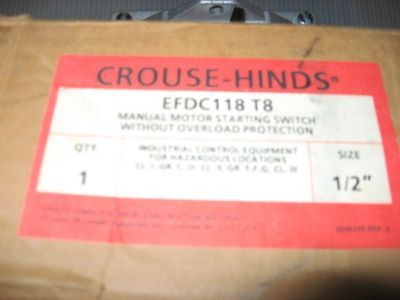 CROUSE-HINDS®
EFDC118 T8
MANUAL MOTOR STARTING SWITCH
WITHOUT OVERLOAD PROTECTION
QTY
1
INDUSTRIAL CONTROL EQUIPMENT
FOR HAZARDOUS LOCATIONS
CL. I, GR. C, D, CL. II, GR. E,F,G, CL. III
SIZE
1/2"